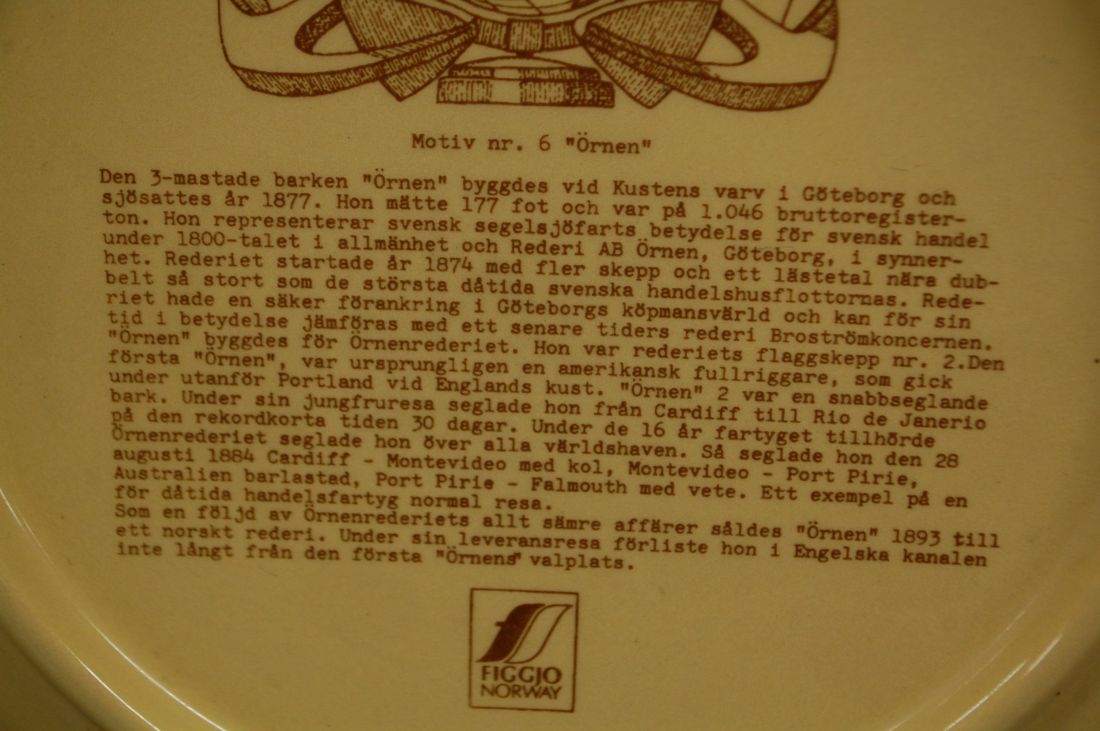 Motiv nr. 6 "Örnen"
Den 3-mastade barken "Örnen" byggdes vid Kustens varv i Göteborg och
sjösattes år 1877. Hon mätte 177 fot och var på 1.046 bruttoregister-
ton. Hon representerar svensk segelsjöfarts betydelse för svensk handel
under 1800-talet i allmänhet och Rederi AB Örnen, Göteborg, i synner-
het. Rederiet startade år 1874 med fler skepp och ett lästetal nära dub-
belt så stort som de största dåtida svenska handelshusflottornas. Rede-
riet hade en säker förankring i Göteborgs köpmansvärld och kan för sin
tid i betydelse jämföras med ett senare tiders rederi Broströmkoncernen.
"Örnen" byggdes för Örnenrederiet. Hon var rederiets flaggskepp nr. 2.Den
första "Örnen", var ursprungligen en amerikansk fullriggare, som gick
under utanför Portland vid Englands kust. "Örnen" 2 var en snabbseglande
bark. Under sin jungfruresa seglade hon från Cardiff till Rio de Janerio
på den rekordkorta tiden 30 dagar. Under de 16 år fartyget tillhörde
Örnenrederiet seglade hon över alla världshaven. Så seglade hon den 28
augusti 1884 Cardiff - Montevideo med kol, Montevideo - Port Pirie,
Australien barlastad, Port Pirie - Falmouth med vete. Ett exempel på en
för dåtida handelsfartyg normal resa.
Som en följd av Örnenrederiets allt sämre affärer såldes "Örnen" 1893 till
ett norskt rederi. Under sin leveransresa förliste hon i Engelska kanalen
inte långt från den första "Örnens" valplats.
FIGGJO
NORWAY